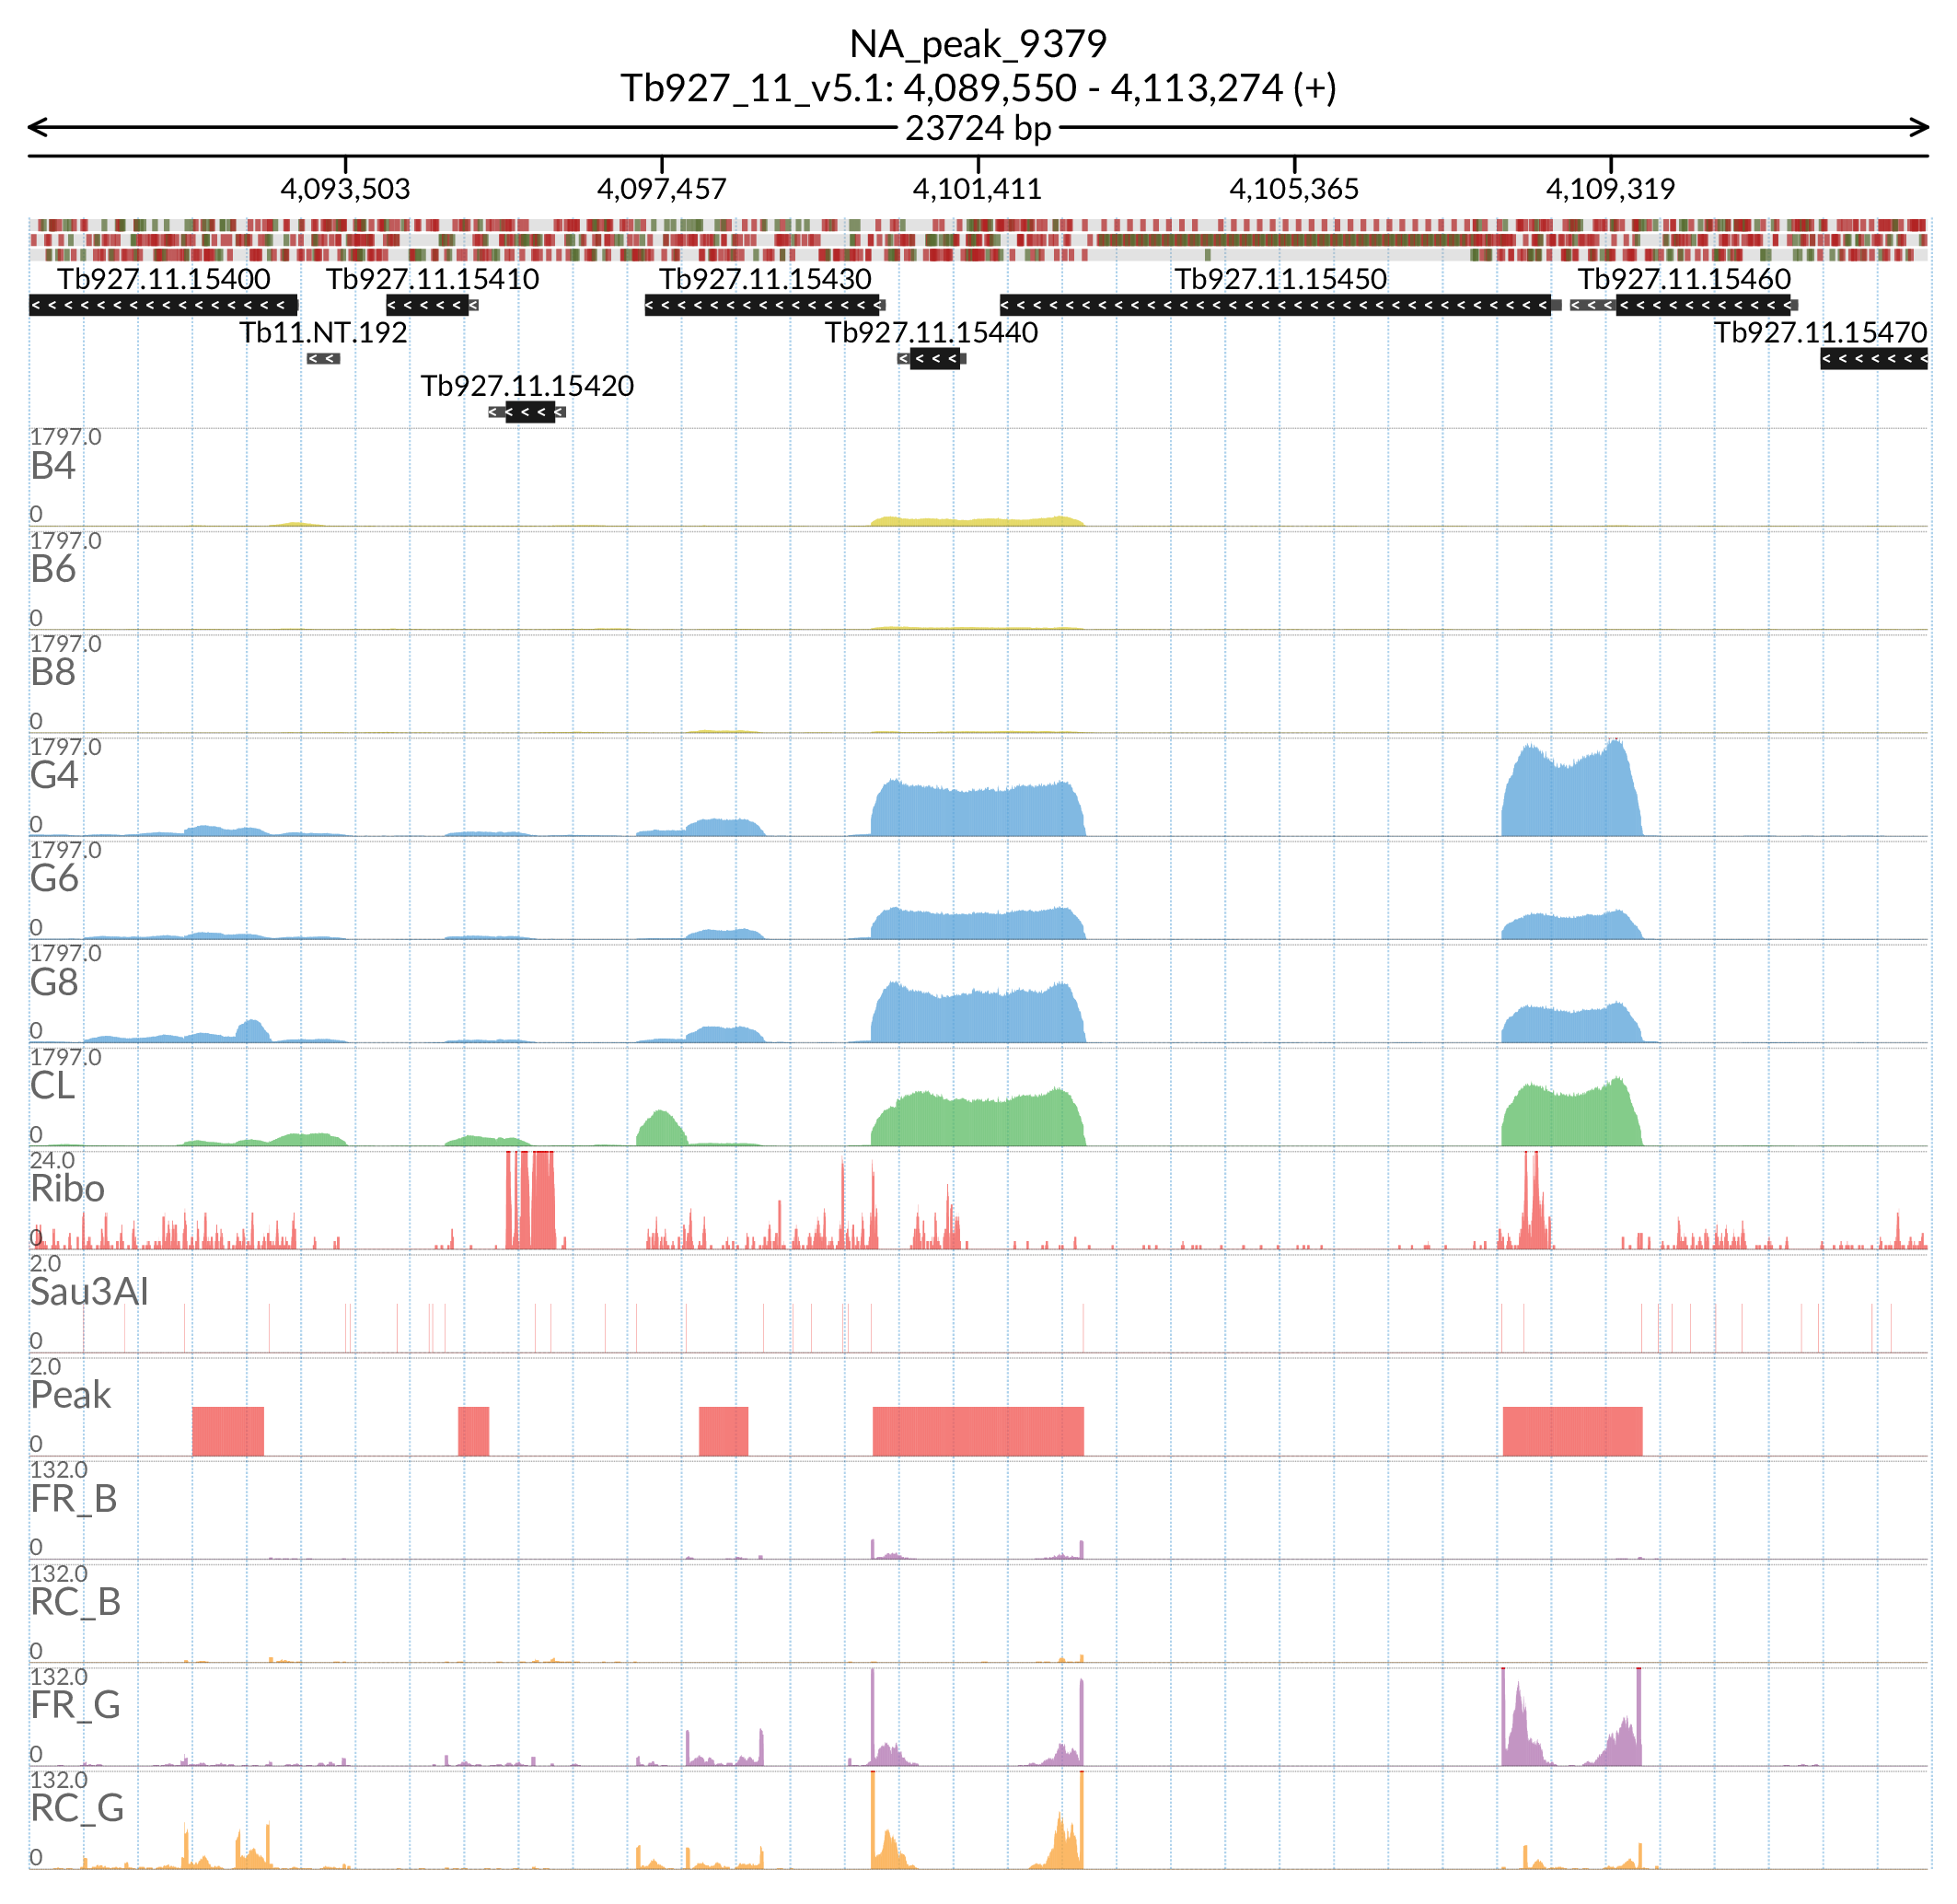 NA_peak_9379
Tb927_11_v5.1: 4,089,550 - 4,113,274 (+)
23724 bp
4,093,503 4,097,457 4,101,411 4,105,365 4,109,319
Tb927.11.15400 Tb927.11.15410 Tb927.11.15430 Tb927.11.15450 Tb927.11.15460
Tb11.NT.192 Tb927.11.15440 Tb927.11.15470
Tb927.11.15420
1797.0
B4
0
1797.0
B6
0
1797.0
B8
0
1797.0
G4
0
1797.0
G6
0
1797.0
G8
0
1797.0
CL
0
24.0
Ribo
0
2.0
Sau3AI
0
2.0
Peak
0
132.0
FR_B
0
132.0
RC_B
0
132.0
FR_G
0
132.0
RC_G
0